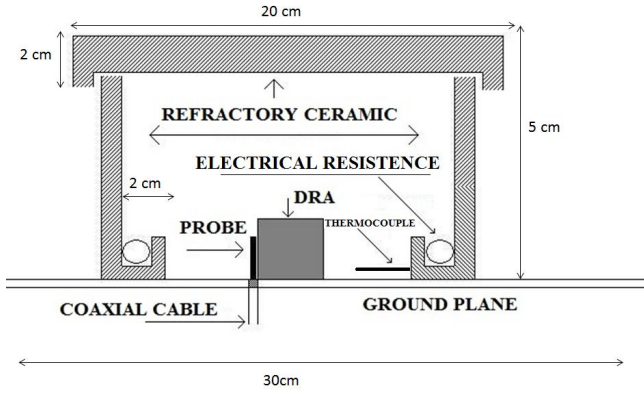 20 cm
2 cm
REFRACTORY CERAMIC
5 cm
ELECTRICAL RESISTENCE
2 cm
DRA
THERMOCOUPLE
PROBE
COAXIAL CABLE
GROUND PLANE
30cm